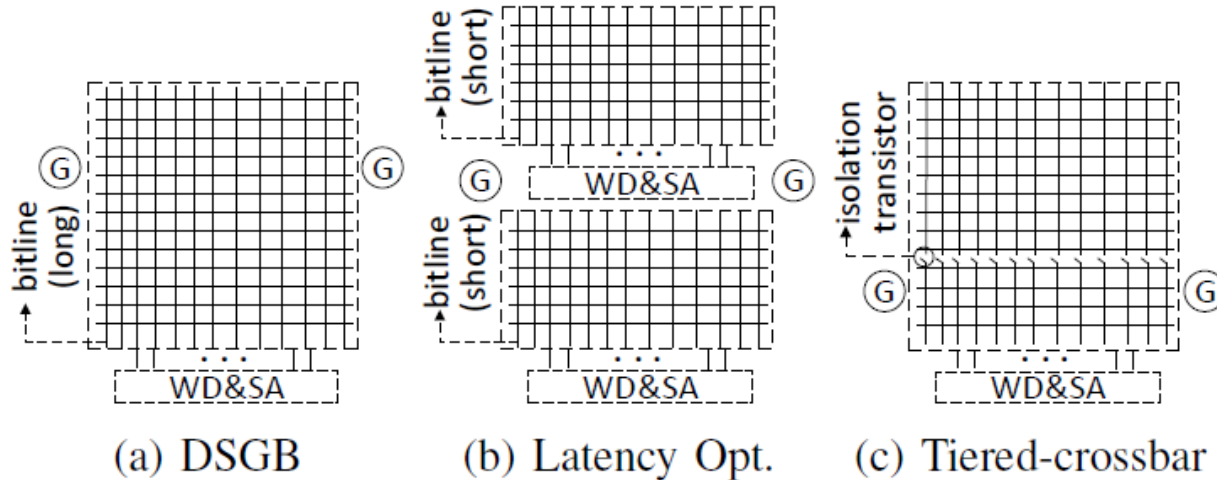 bitline
(long)
G
G
WD&SA
(a) DSGB
bitline
(short)
. . .
WD&SA
G
G
bitline
(short)
. . .
WD&SA
(b) Latency Opt.
isolation
transistor
G
G
. . .
WD&SA
(c) Tiered-crossbar